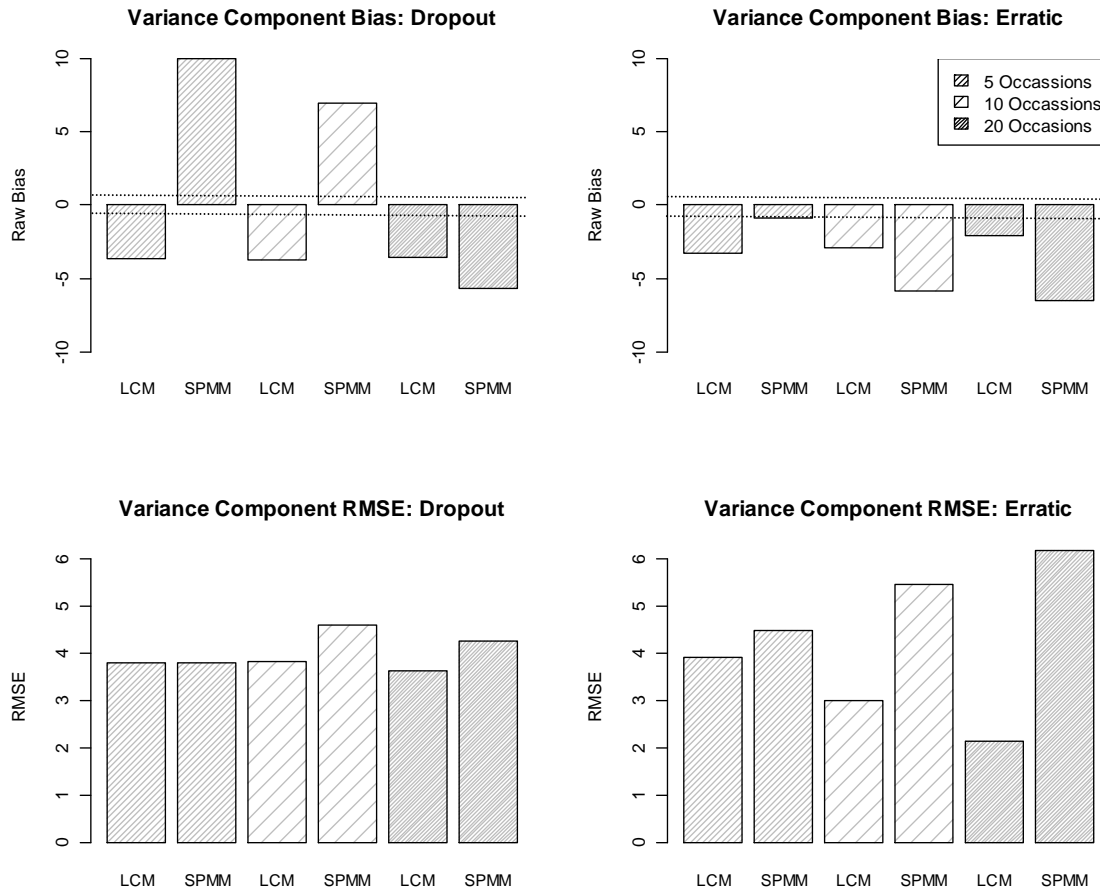 Variance Component Bias: Dropout
Raw Bias
10
5
0
-5
-10
LCM SPMM LCM SPMM LCM SPMM
Variance Component Bias: Erratic
Raw Bias
10
5
0
-5
-10
5 Occassions
10 Occassions
20 Occasions
LCM SPMM LCM SPMM LCM SPMM
Variance Component RMSE: Dropout
RMSE
6
5
4
3
2
1
0
LCM SPMM LCM SPMM LCM SPMM
Variance Component RMSE: Erratic
RMSE
6
5
4
3
2
1
0
LCM SPMM LCM SPMM LCM SPMM